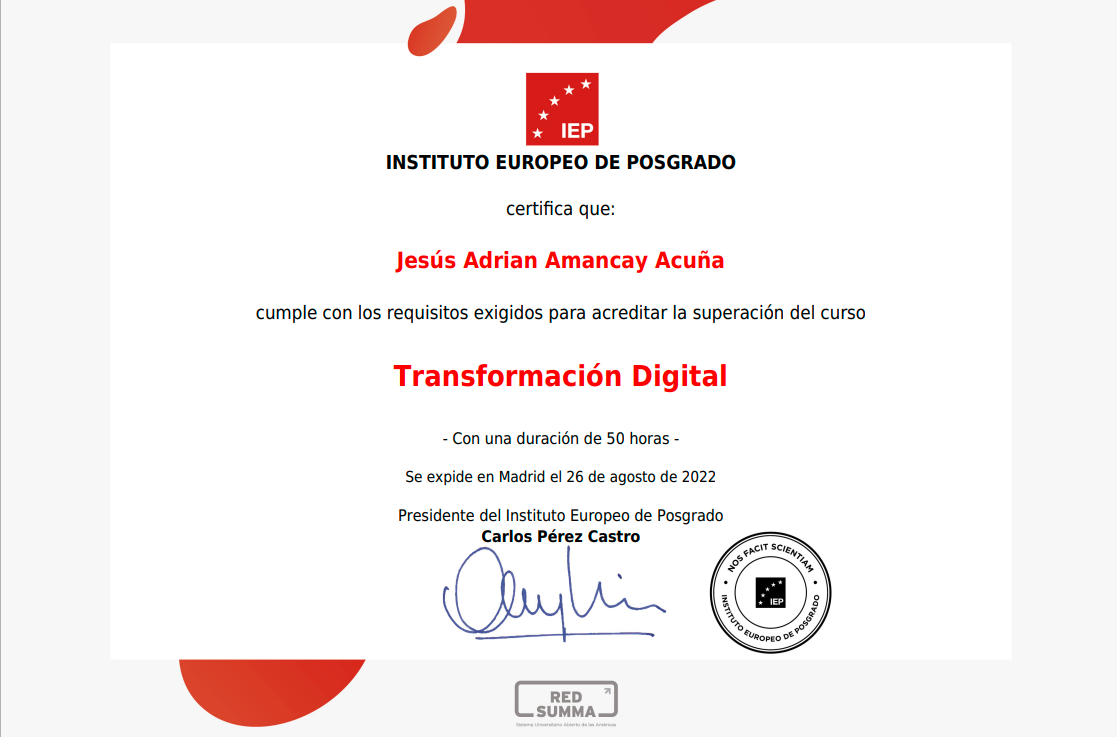 IEP
INSTITUTO EUROPEO DE POSGRADO
certifica que:
Jesús Adrian Amancay Acuña
cumple con los requisitos exigidos para acreditar la superación del curso
Transformación Digital
- Con una duración de 50 horas -
Se expide en Madrid el 26 de agosto de 2022
Presidente del Instituto Europeo de Posgrado
Carlos Pérez Castro
NOS FACIT SCIENTIAM
IEP
INSTITUTO EUROPEO DE POSGRADO
RED
SUMMA
Sistema Universitario Abierto de las Américas